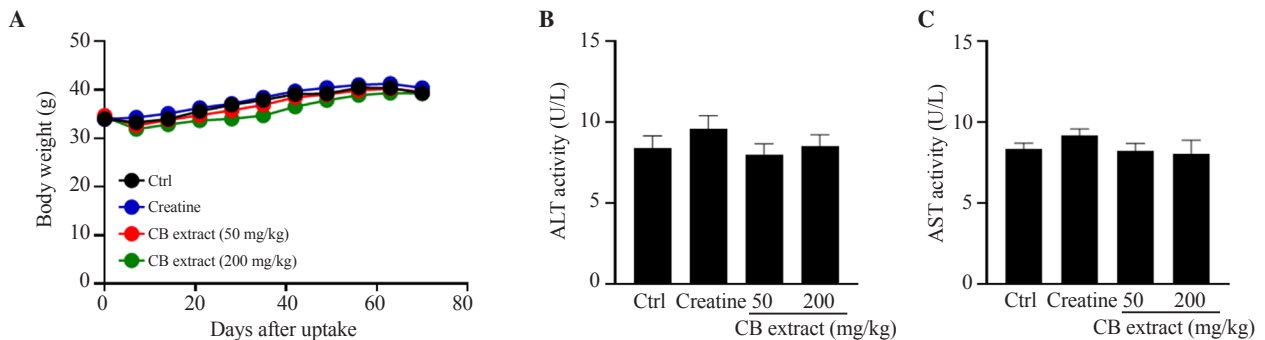 A
50
40
30
20
10
0
Body weight (g)
Ctrl
Creatine
CB extract (50 mg/kg)
CB extract (200 mg/kg)
0 20 40 60 80
Days after uptake
B
15
10
5
0
ALT activity (U/L)
Ctrl Creatine 50 200
CB extract (mg/kg)
C
15
10
5
0
AST activity (U/L)
Ctrl Creatine 50 200
CB extract (mg/kg)